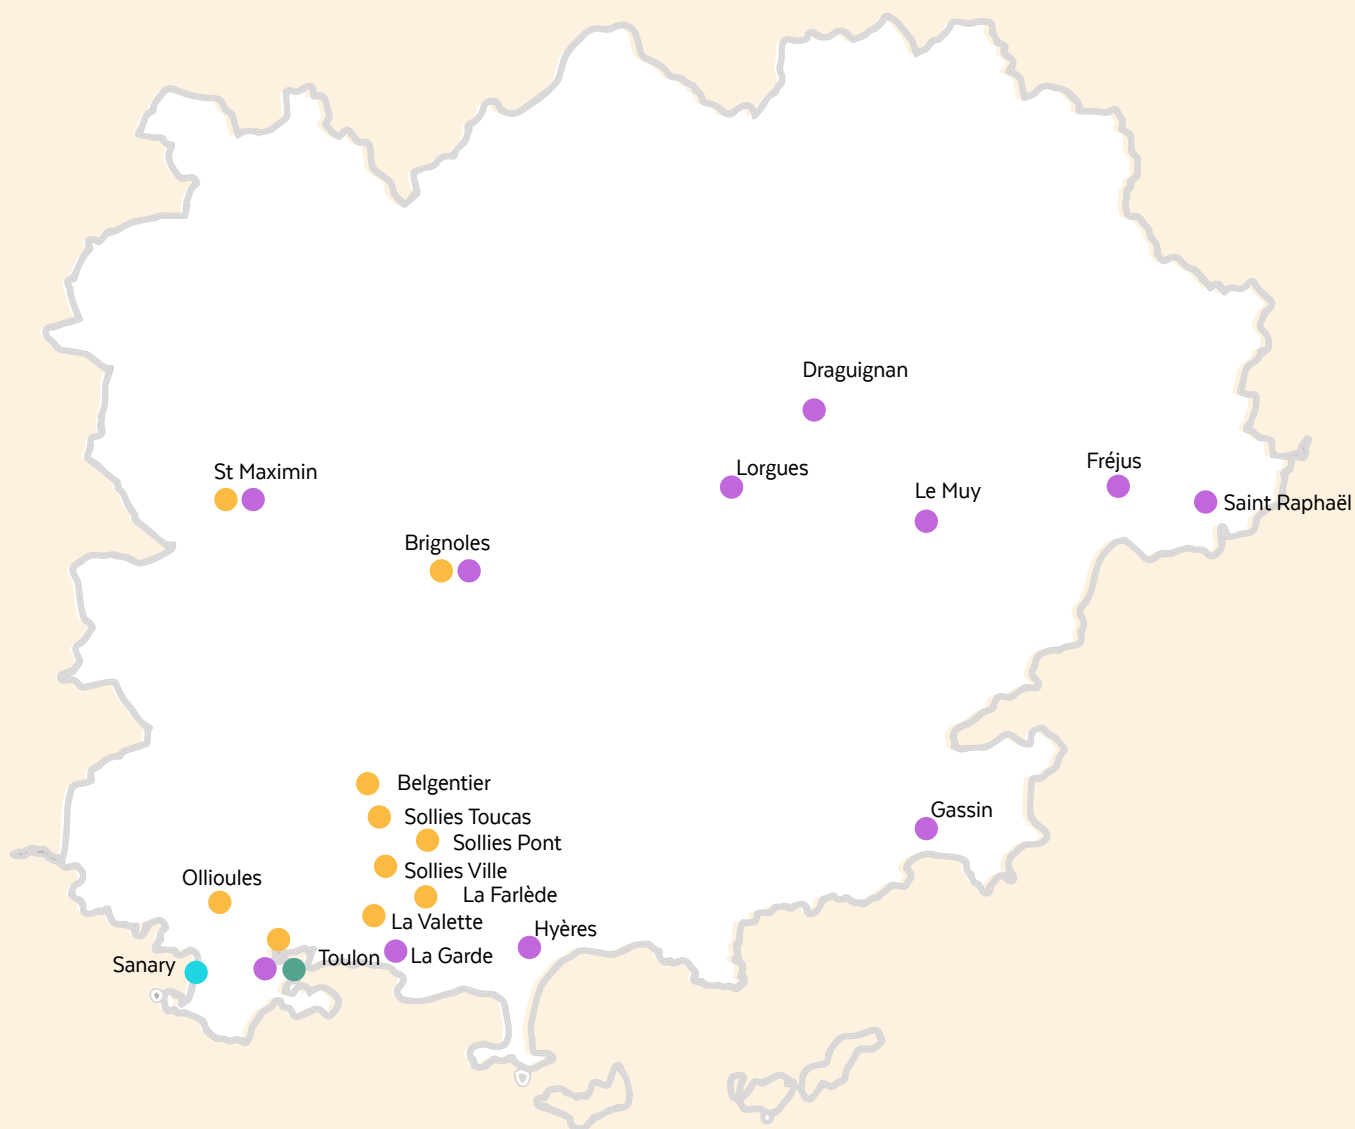 Draguignan
Fréjus
Lorgues
St Maximin
Le Muy
Saint Raphaël
Brignoles
Belgentier
Gassin
Sollies Toucas
Sollies Pont
Sollies Ville
Ollioules
La Farlède
La Valette
Hyères
La Garde
Toulon
Sanary